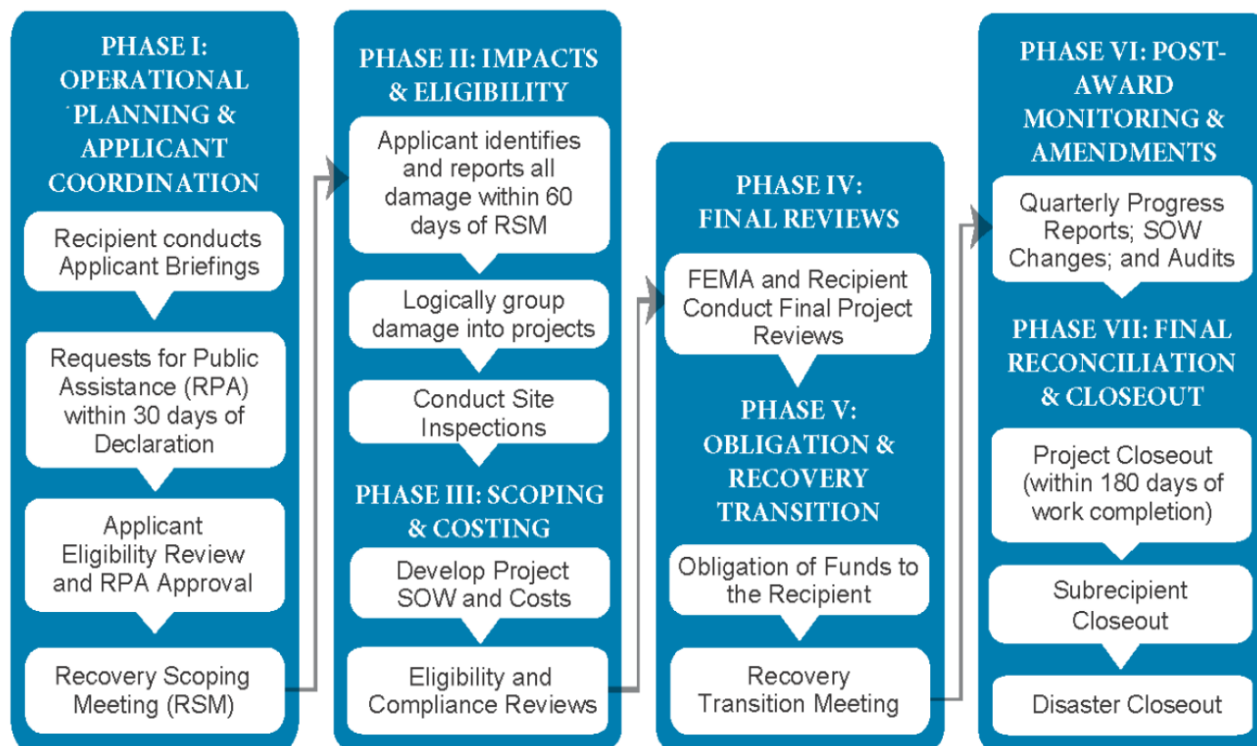 PHASE I:
OPERATIONAL
PLANNING &
APPLICANT
COORDINATION
Recipient conducts
Applicant Briefings
Requests for Public
Assistance (RPA)
within 30 days of
Declaration
Applicant
Eligibility Review
and RPA Approval
Recovery Scoping
Meeting (RSM)
PHASE II: IMPACTS
& ELIGIBILITY
Applicant identifies
and reports all
damage within 60
days of RSM
Logically group
damage into projects
Conduct Site
Inspections
PHASE III: SCOPING
& COSTING
Develop Project
SOW and Costs
Eligibility and
Compliance Reviews
PHASE IV:
FINAL REVIEWS
FEMA and Recipient
Conduct Final Project
Reviews
PHASE V:
OBLIGATION &
RECOVERY
TRANSITION
Obligation of Funds to
the Recipient
Recovery
Transition Meeting
PHASE VI: POST-
AWARD
MONITORING &
AMENDMENTS
Quarterly Progress
Reports; SOW
Changes; and Audits
PHASE VII: FINAL
RECONCILIATION
& CLOSEOUT
Project Closeout
(within 180 days of
work completion)
Subrecipient
Closeout
Disaster Closeout